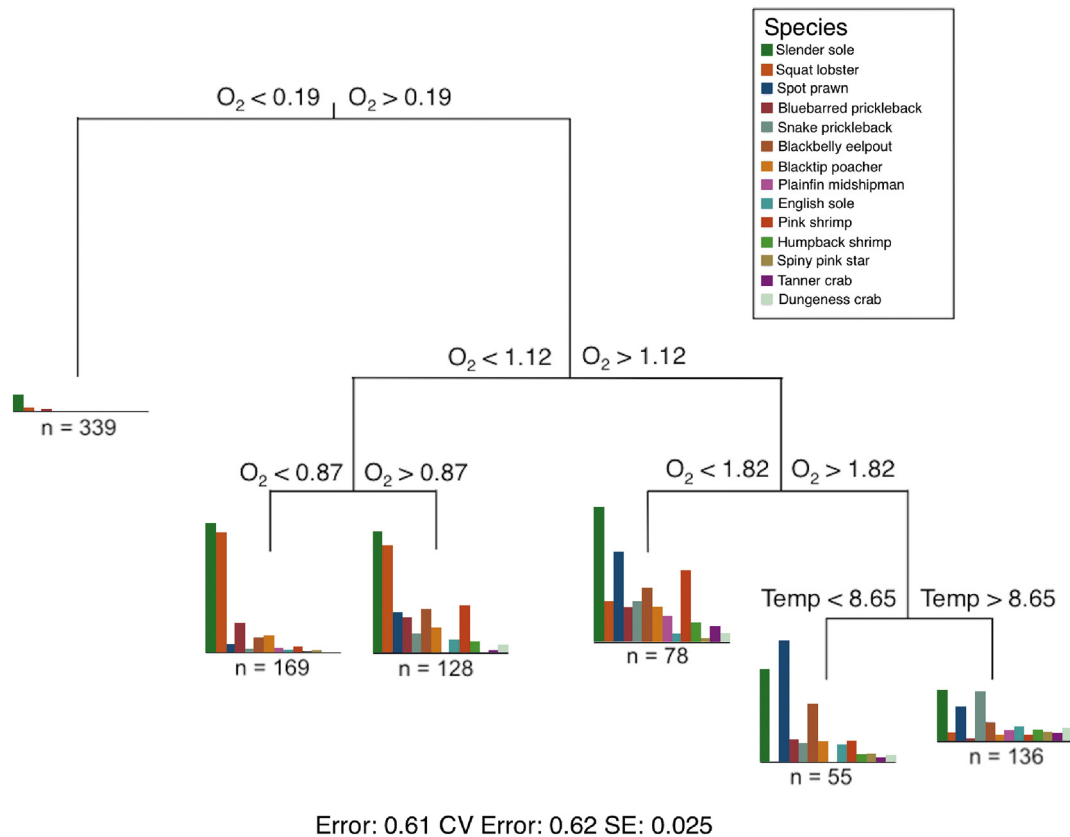 Species
Slender sole
Squat lobster
Spot prawn
Bluebarred prickleback
Snake prickleback
Blackbelly eelpout
Blacktip poacher
Plainfin midshipman
English sole
Pink shrimp
Humpback shrimp
Spiny pink star
Tanner crab
Dungeness crab
O₂ < 0.19 O₂ > 0.19
O₂ < 1.12 O₂ > 1.12
n = 339
O₂ < 0.87 O₂ > 0.87
O₂ < 1.82 O₂ > 1.82
Temp < 8.65 Temp > 8.65
n = 169
n = 128
n = 78
n = 55
n = 136
Error: 0.61 CV Error: 0.62 SE: 0.025